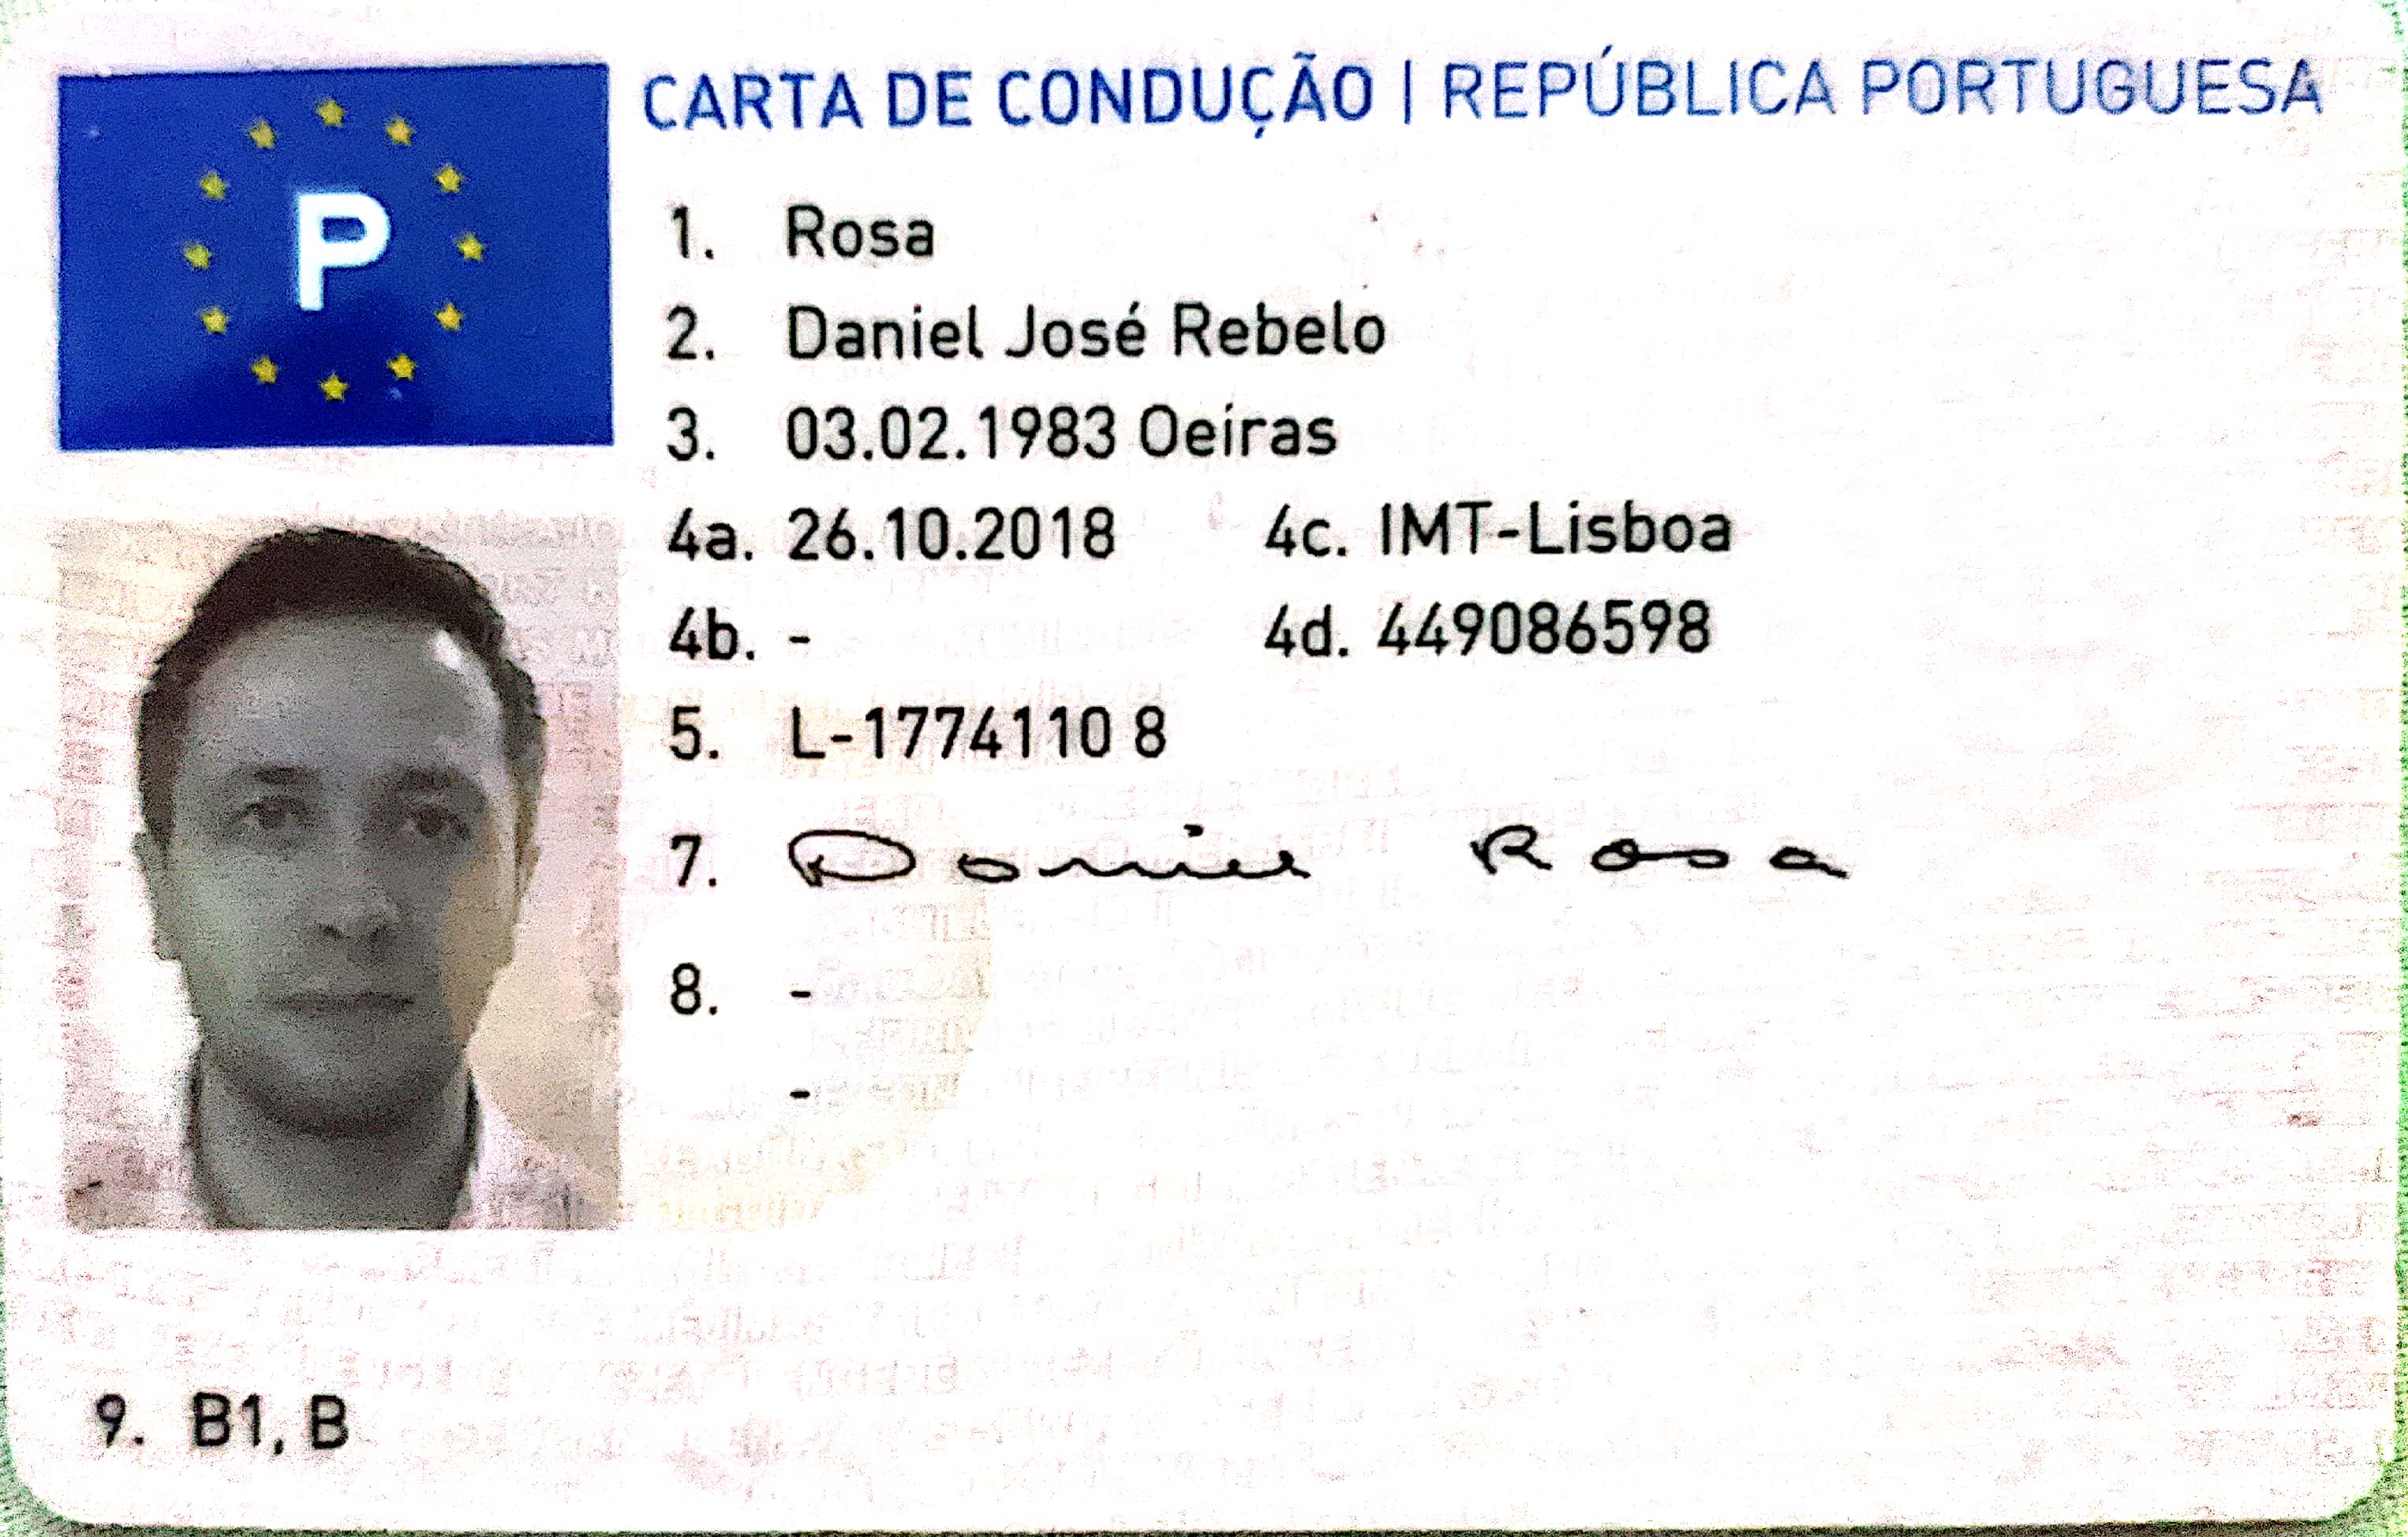 P
CARTA DE CONDUÇÃO | REPÚBLICA PORTUGUESA
1. Rosa
2. Daniel José Rebelo
3. 03.02.1983 Oeiras
4a. 26.10.2018 4c. IMT-Lisboa
4b. - 4d. 449086598
5. L-1774110 8
7. Daniel Rosa
8. -
-
9. B1, B